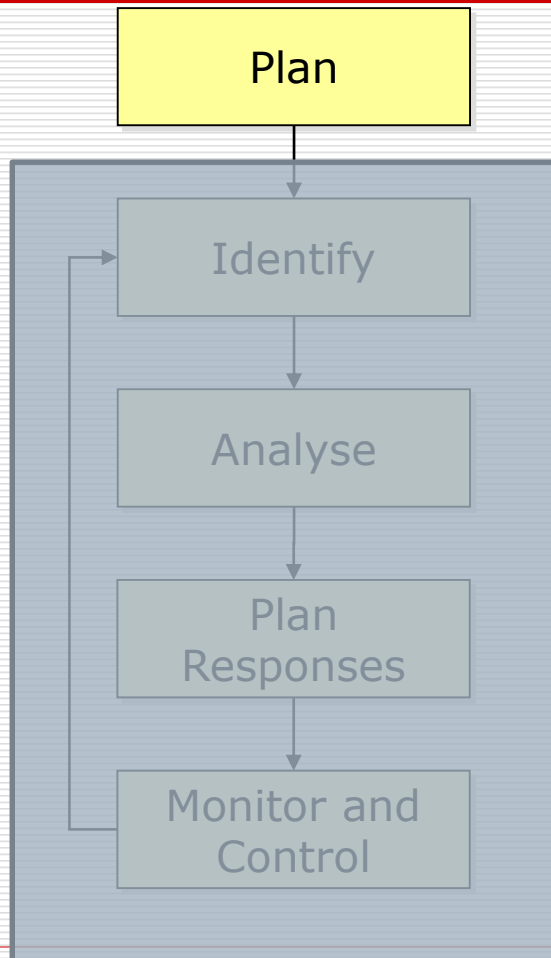 Plan
Identify
Analyse
Plan
Responses
Monitor and
Control